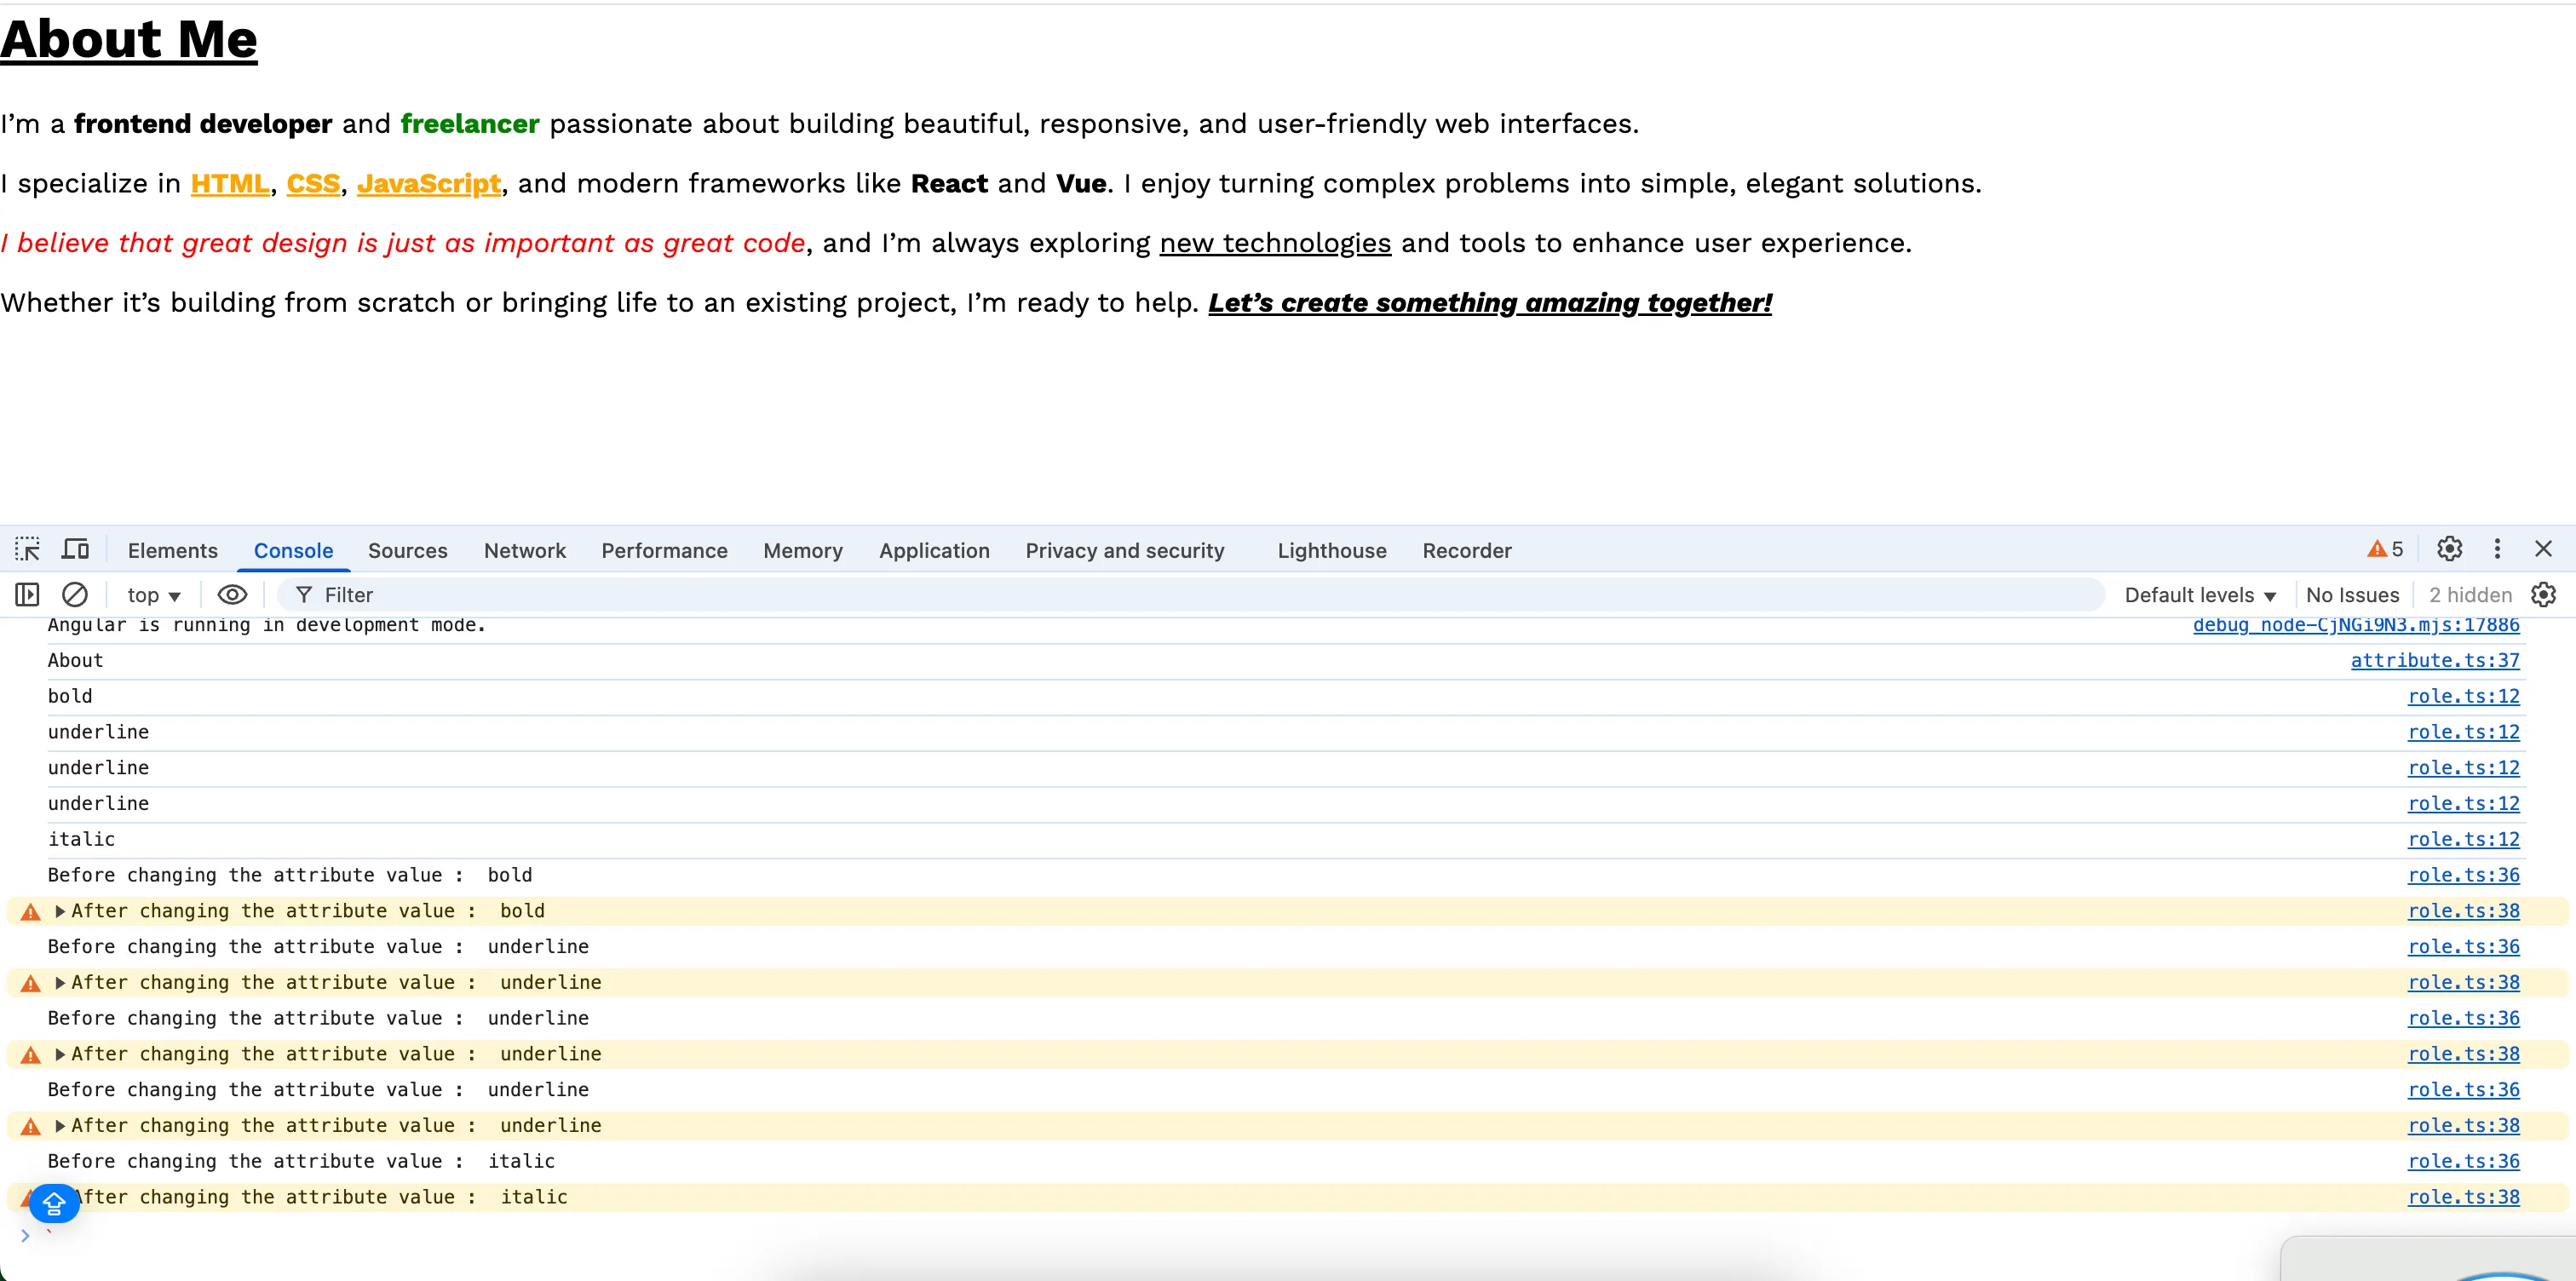 About Me
I’m a frontend developer and freelancer passionate about building beautiful, responsive, and user-friendly web interfaces.
I specialize in HTML, CSS, JavaScript, and modern frameworks like React and Vue. I enjoy turning complex problems into simple, elegant solutions.
I believe that great design is just as important as great code, and I’m always exploring new technologies and tools to enhance user experience.
Whether it’s building from scratch or bringing life to an existing project, I’m ready to help. Let’s create something amazing together!
Elements Console Sources Network Performance Memory Application Privacy and security Lighthouse Recorder 5
top Filter Default levels No Issues 2 hidden
Angular is running in development mode. debug_node-CjNGi9N3.mjs:17886
About attribute.ts:37
bold role.ts:12
underline role.ts:12
underline role.ts:12
underline role.ts:12
italic role.ts:12
Before changing the attribute value : bold role.ts:36
After changing the attribute value : bold role.ts:38
Before changing the attribute value : underline role.ts:36
After changing the attribute value : underline role.ts:38
Before changing the attribute value : underline role.ts:36
After changing the attribute value : underline role.ts:38
Before changing the attribute value : underline role.ts:36
After changing the attribute value : underline role.ts:38
Before changing the attribute value : italic role.ts:36
After changing the attribute value : italic role.ts:38
> `